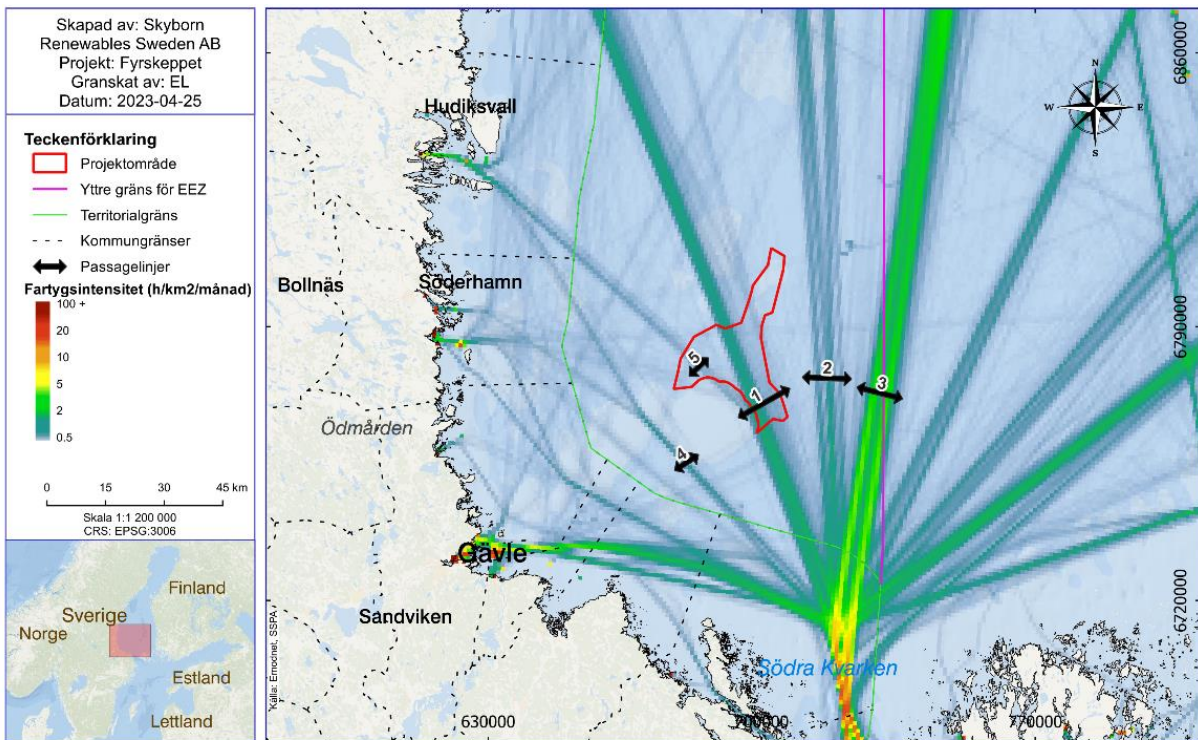 Skapad av: Skyborn
Renewables Sweden AB
Projekt: Fyrskeppet
Granskat av: EL
Datum: 2023-04-25
Teckenförklaring
Projektområde
Yttre gräns för EEZ
Territorialgräns
Kommungränser
Passagelinjer
Fartygsintensitet (h/km2/månad)
100 +
20
10
5
2
0.5
0 15 30 45 km
Skala 1:1 200 000
CRS: EPSG:3006
Finland
Sverige
Norge
Estland
Lettland
Hudiksvall
Bollnäs
Söderhamn
Ödmården
Gävle
Sandviken
Södra Kvarken
N
W
E
S
1
2
3
4
5
6860000
6790000
6720000
630000
700000
770000
Källa: Emodnet, SSPA